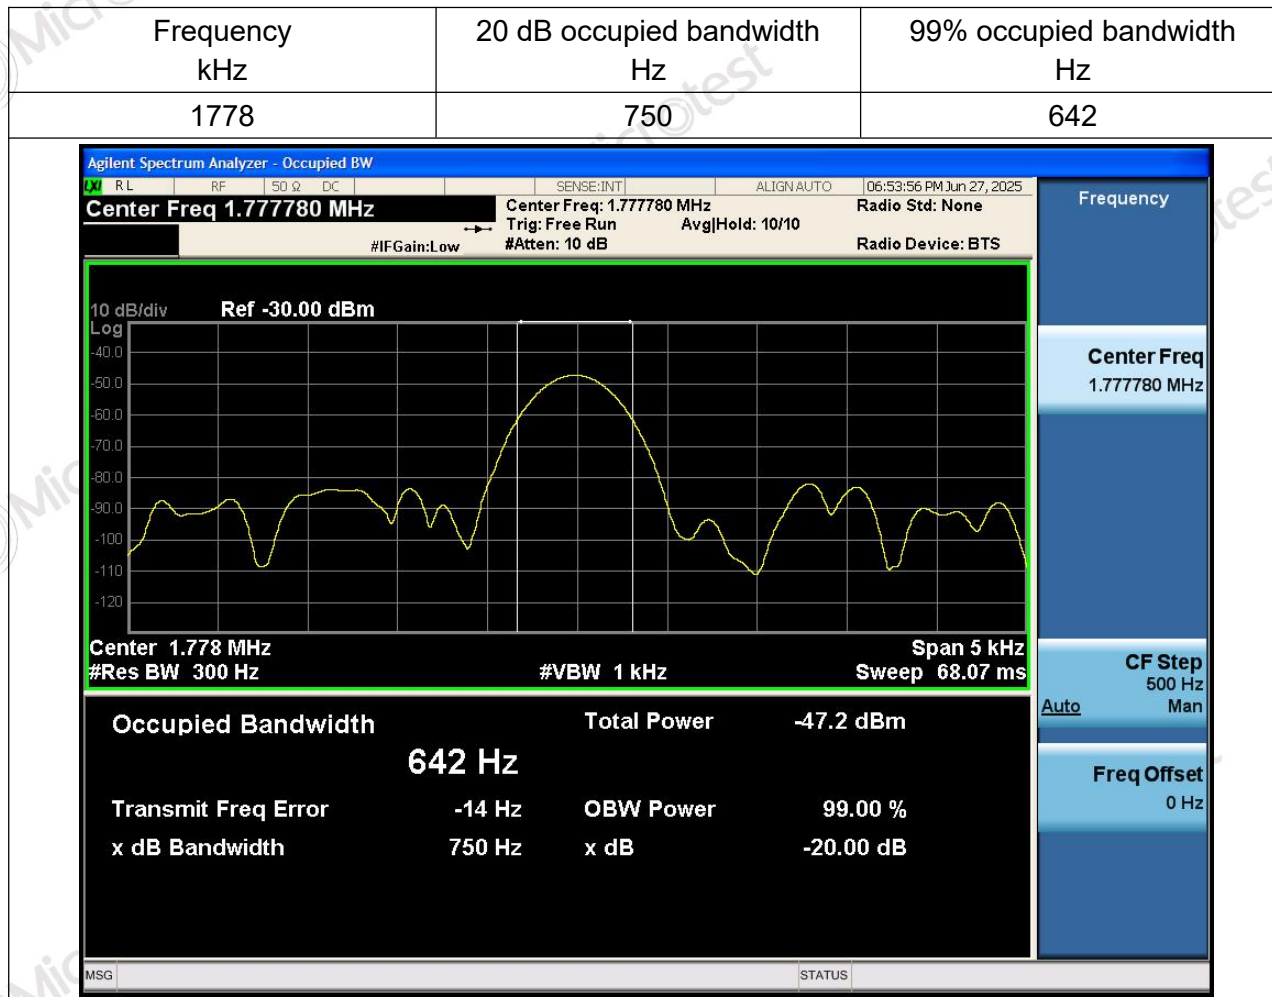 Frequency
kHz
20 dB occupied bandwidth
Hz
99% occupied bandwidth
Hz
1778
750
642
Agilent Spectrum Analyzer - Occupied BW
LXI RL RF 50 Ω DC SENSE:INT ALIGN AUTO 06:53:56 PM Jun 27, 2025
Center Freq 1.777780 MHz
Center Freq: 1.777780 MHz
Radio Std: None
Trig: Free Run Avg|Hold: 10/10
#IFGain:Low #Atten: 10 dB Radio Device: BTS
10 dB/div Ref -30.00 dBm
Log
-40.0
-50.0
-60.0
-70.0
-80.0
-90.0
-100
-110
-120
Center 1.778 MHz Span 5 kHz
#Res BW 300 Hz #VBW 1 kHz Sweep 68.07 ms
Occupied Bandwidth Total Power -47.2 dBm
642 Hz
Transmit Freq Error -14 Hz OBW Power 99.00 %
x dB Bandwidth 750 Hz x dB -20.00 dB
Frequency
Center Freq
1.777780 MHz
CF Step
500 Hz
Auto Man
Freq Offset
0 Hz
MSG STATUS
Microtest